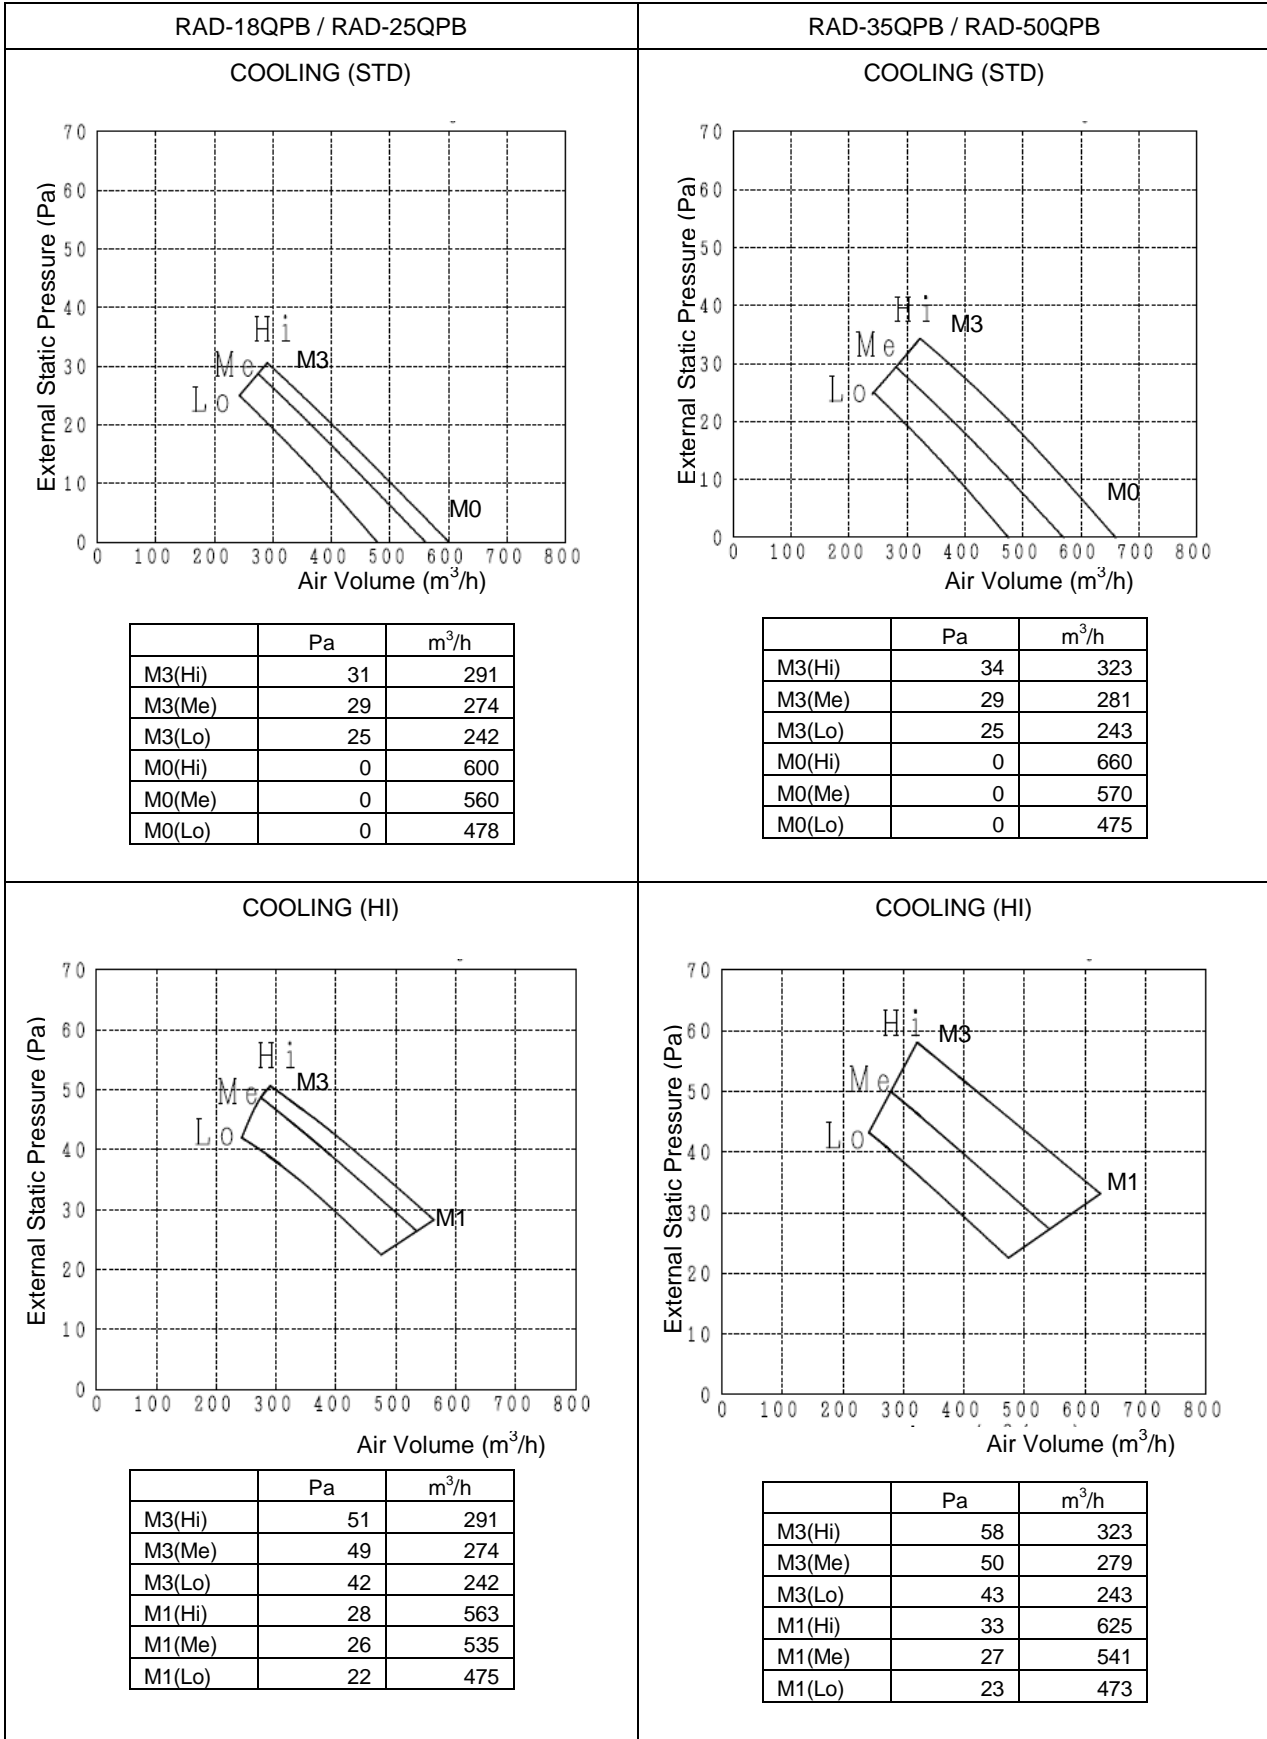 RAD-18QPB / RAD-25QPB
RAD-35QPB / RAD-50QPB
COOLING (STD)
External Static Pressure (Pa)
70
60
50
40
30
20
10
0
Hi
Me
Lo
M3
M0
0 100 200 300 400 500 600 700 800
Air Volume (m³/h)
Pa m³/h
M3(Hi) 31 291
M3(Me) 29 274
M3(Lo) 25 242
M0(Hi) 0 600
M0(Me) 0 560
M0(Lo) 0 478
COOLING (STD)
External Static Pressure (Pa)
70
60
50
40
30
20
10
0
Hi
Me
Lo
M3
M0
0 100 200 300 400 500 600 700 800
Air Volume (m³/h)
Pa m³/h
M3(Hi) 34 323
M3(Me) 29 281
M3(Lo) 25 243
M0(Hi) 0 660
M0(Me) 0 570
M0(Lo) 0 475
COOLING (HI)
External Static Pressure (Pa)
70
60
50
40
30
20
10
0
Hi
Me
Lo
M3
M1
0 100 200 300 400 500 600 700 800
Air Volume (m³/h)
Pa m³/h
M3(Hi) 51 291
M3(Me) 49 274
M3(Lo) 42 242
M1(Hi) 28 563
M1(Me) 26 535
M1(Lo) 22 475
COOLING (HI)
External Static Pressure (Pa)
70
60
50
40
30
20
10
0
Hi
Me
Lo
M3
M1
0 100 200 300 400 500 600 700 800
Air Volume (m³/h)
Pa m³/h
M3(Hi) 58 323
M3(Me) 50 279
M3(Lo) 43 243
M1(Hi) 33 625
M1(Me) 27 541
M1(Lo) 23 473